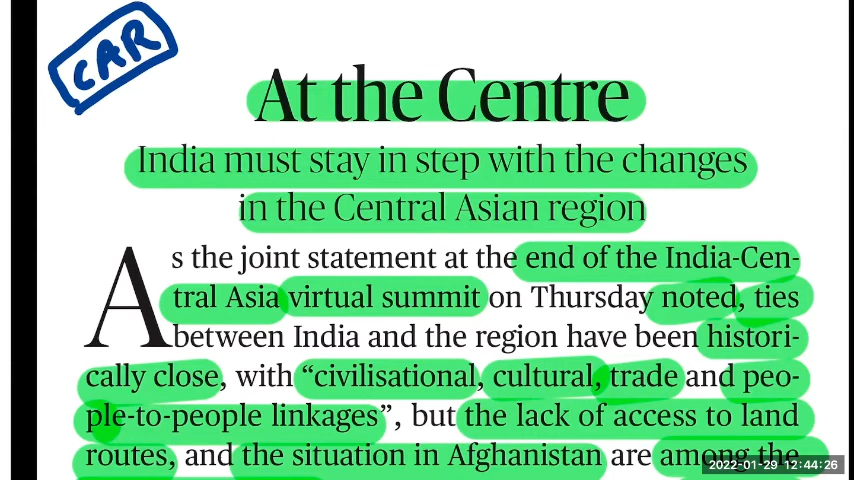 CAR
At the Centre
India must stay in step with the changes
in the Central Asian region
As the joint statement at the end of the India-Cen-
tral Asia virtual summit on Thursday noted, ties
between India and the region have been histori-
cally close, with “civilisational, cultural, trade and peo-
ple-to-people linkages”, but the lack of access to land
routes, and the situation in Afghanistan are among the
2022-01-29 12:44:26